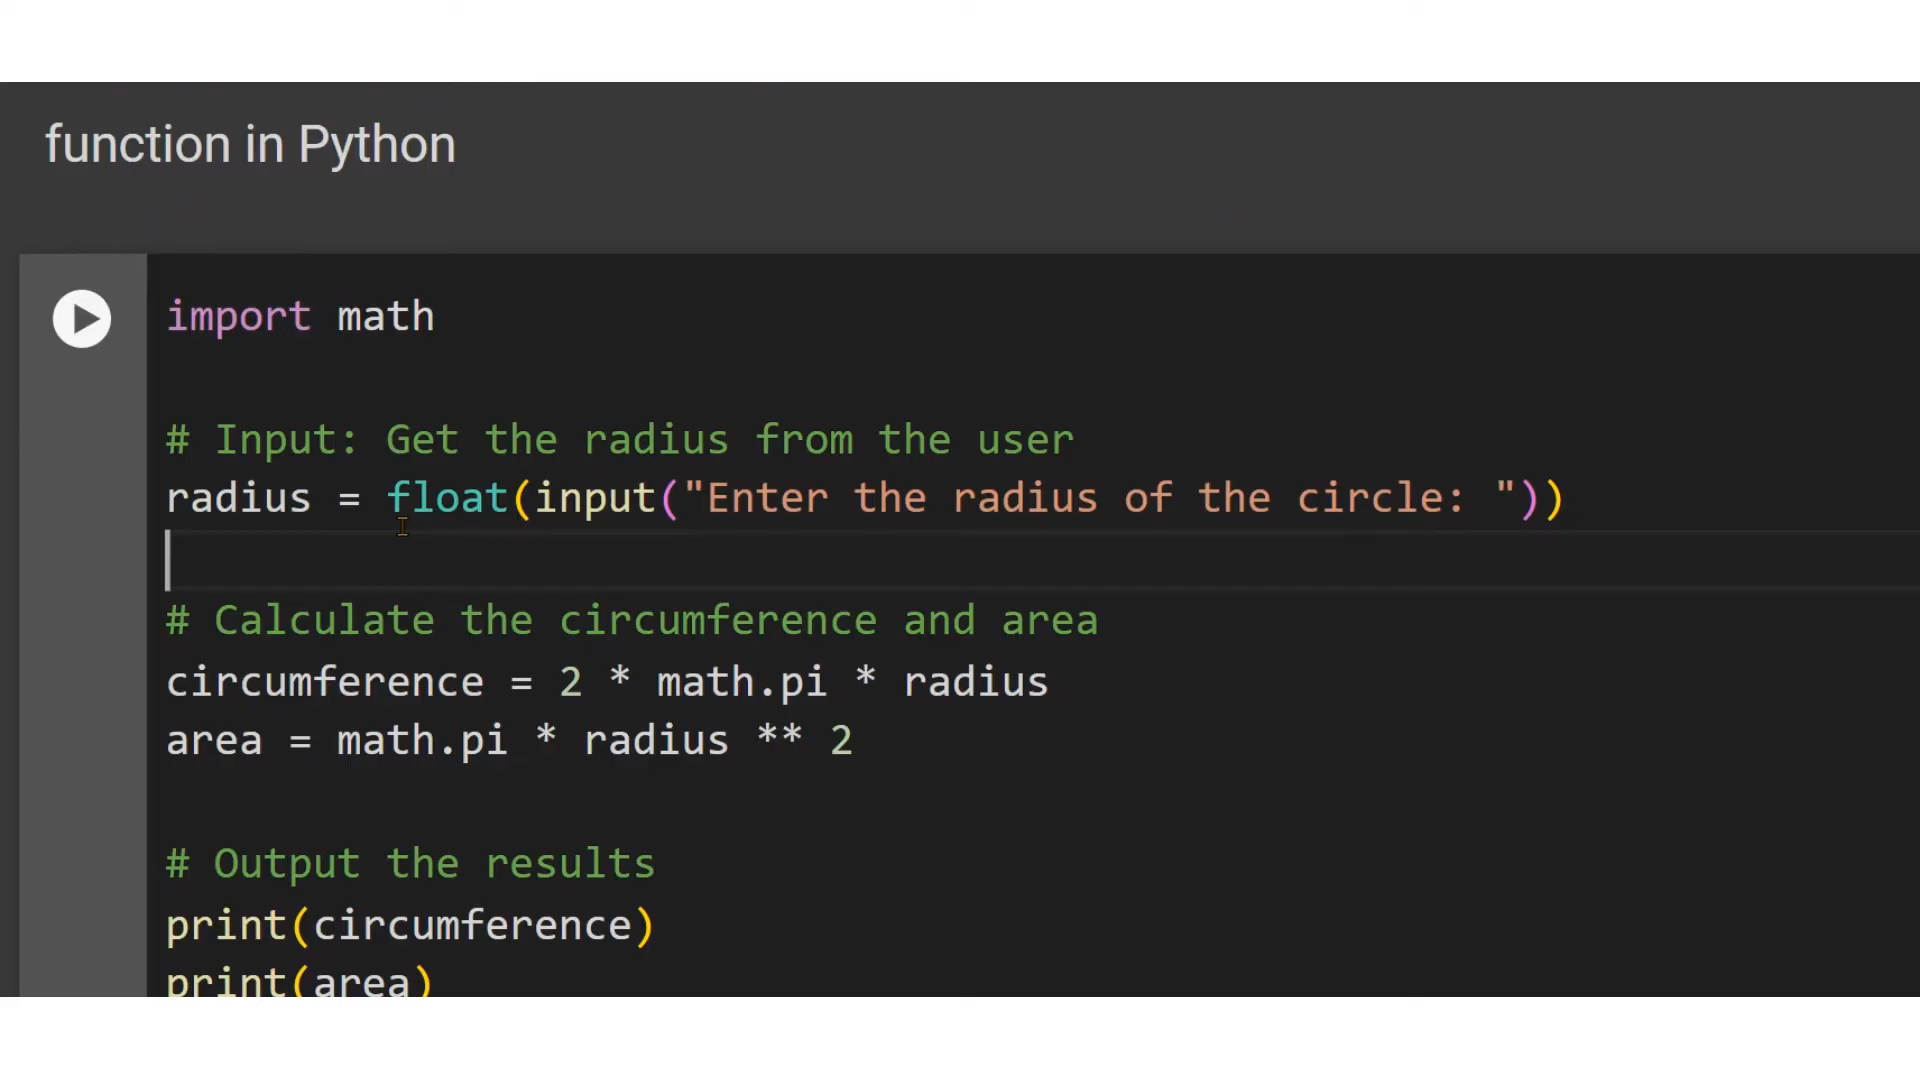 function in Python
import math
# Input: Get the radius from the user
radius = float(input("Enter the radius of the circle: "))
# Calculate the circumference and area
circumference = 2 * math.pi * radius
area = math.pi * radius ** 2
# Output the results
print(circumference)
print(area)